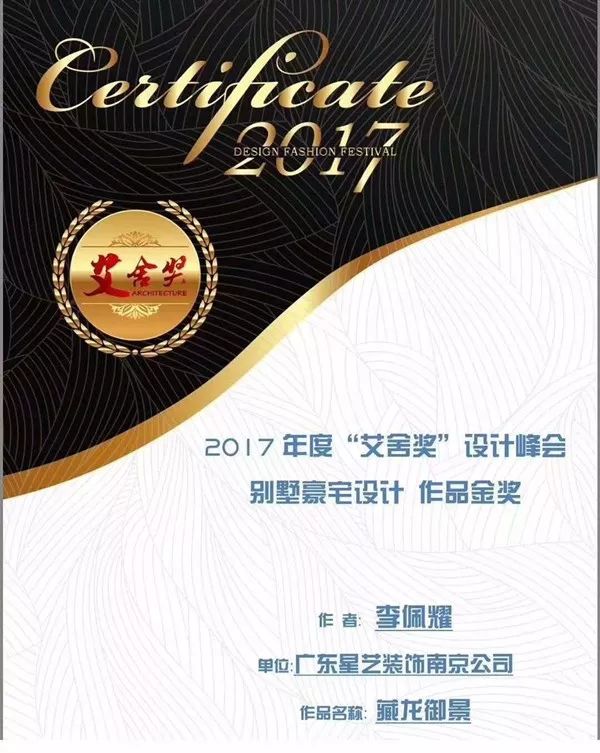 Certificate
2017
DESIGN FASHION FESTIVAL
艾舍奖
ARCHITECTURE
2017年度“艾舍奖”设计峰会
别墅豪宅设计 作品金奖
作 者: 李佩耀
单位:广东星艺装饰南京公司
作品名称: 藏龙御景